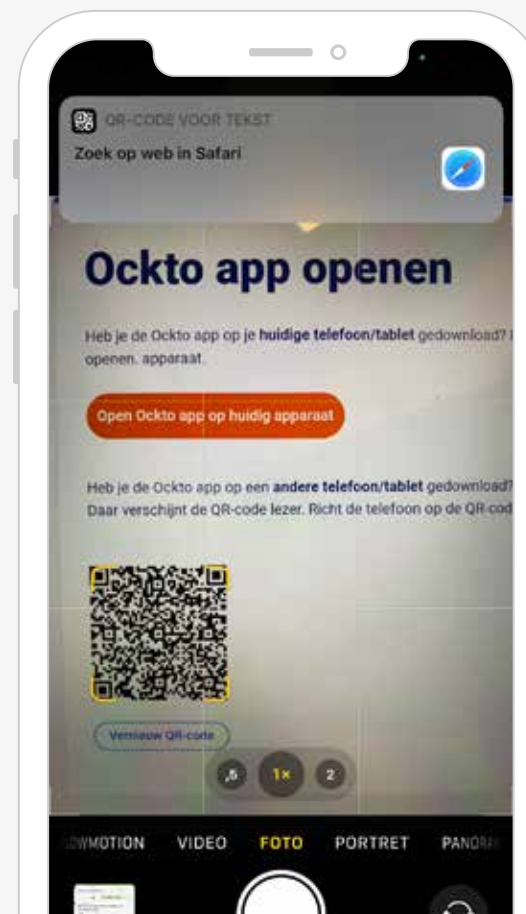 QR-CODE VOOR TEKST
Zoek op web in Safari
Ockto app openen
Heb je de Ockto app op je huidige telefoon/tablet gedownload?
openen. apparaat.
Open Ockto app op huidig apparaat
Heb je de Ockto app op een andere telefoon/tablet gedownload?
Daar verschijnt de QR-code lezer. Richt de telefoon op de QR-cod
Vernieuw QR-code
,5 1× 2
OWMOTION VIDEO FOTO PORTRET PANORA